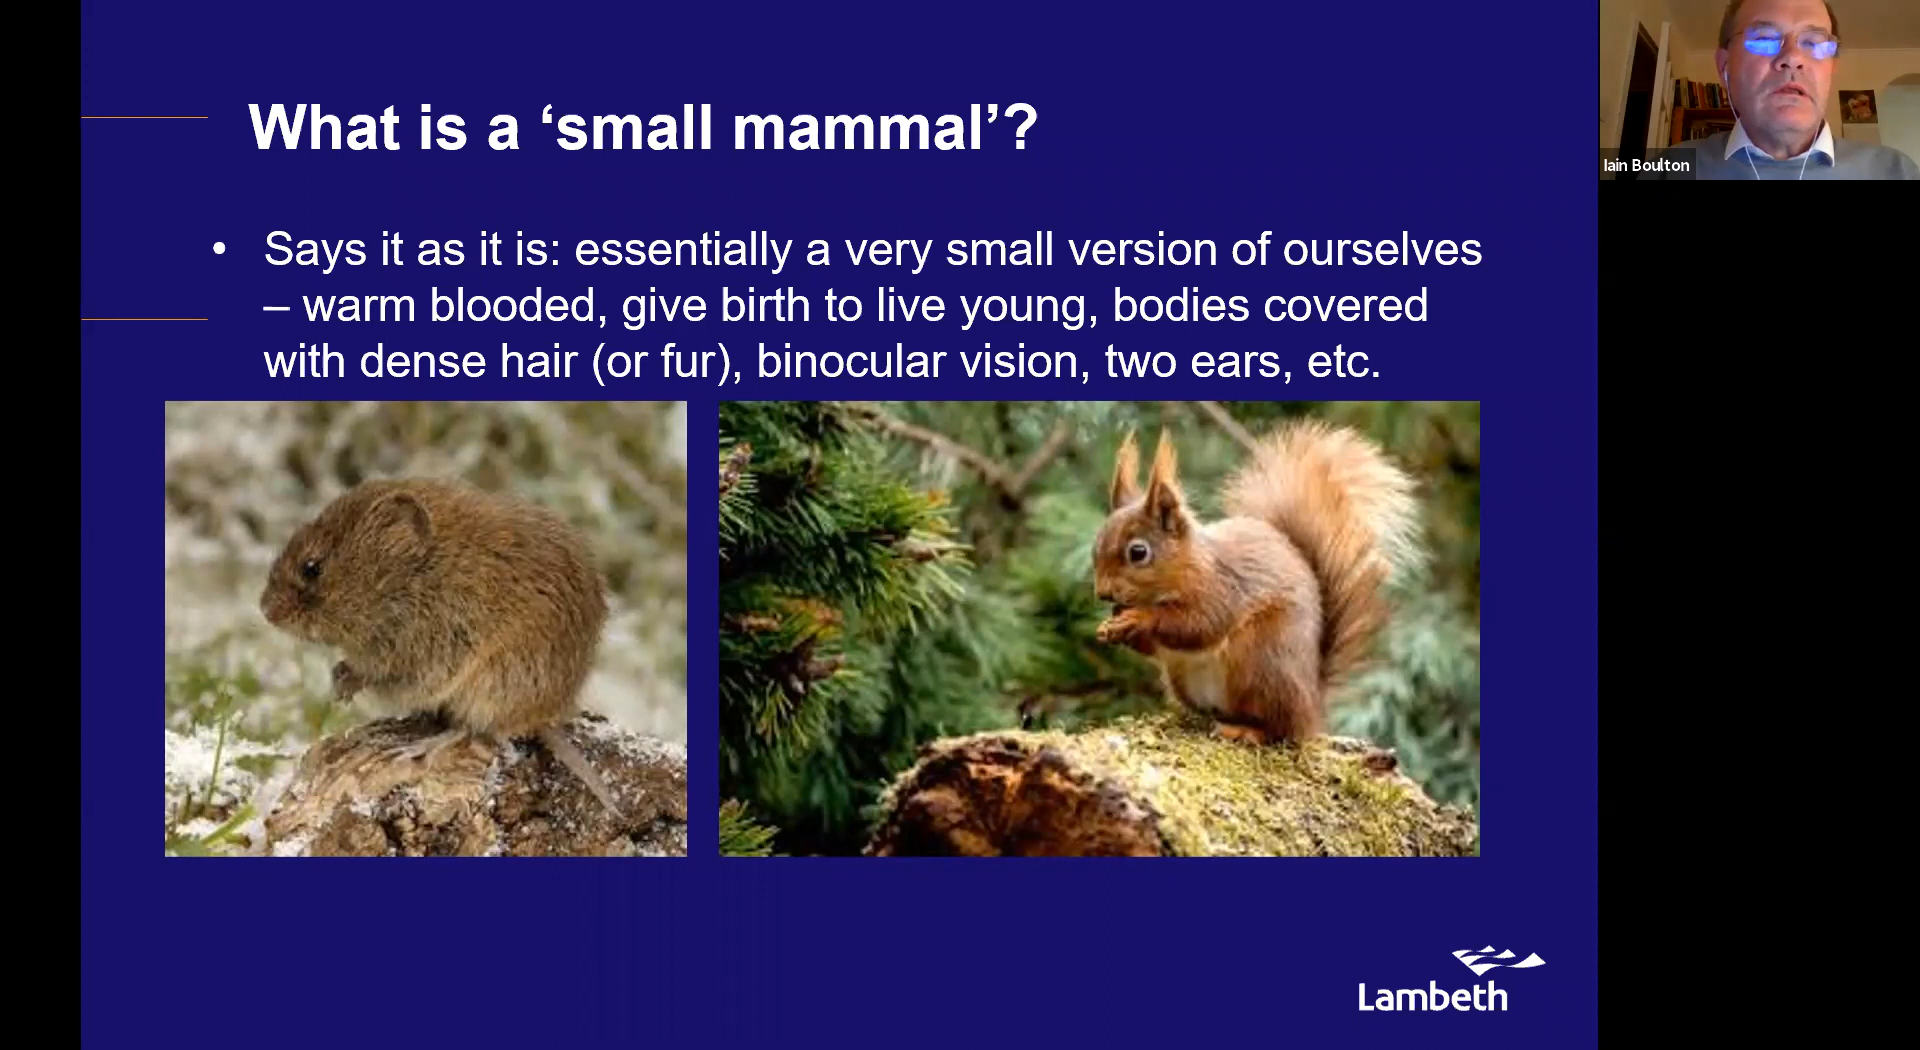 What is a ‘small mammal’?
• Says it as it is: essentially a very small version of ourselves
– warm blooded, give birth to live young, bodies covered
with dense hair (or fur), binocular vision, two ears, etc.
Lambeth
Iain Boulton